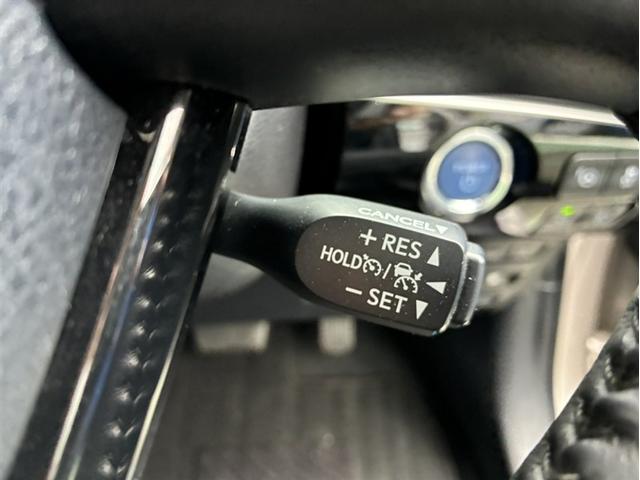 CANCEL
+ RES
HOLD /
− SET